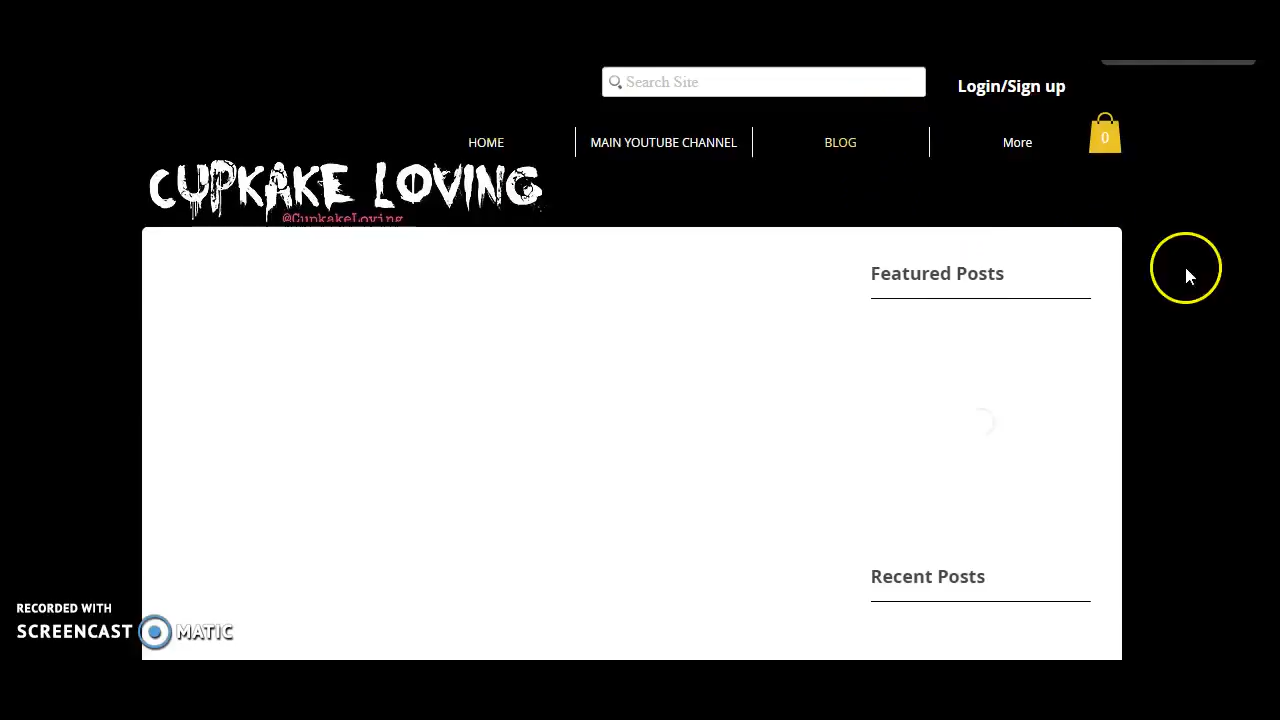 Search Site
Login/Sign up
HOME
MAIN YOUTUBE CHANNEL
BLOG
More
0
CUPKAKE LOVING
@CupkakeLoving
Featured Posts
Recent Posts
RECORDED WITH
SCREENCAST MATIC